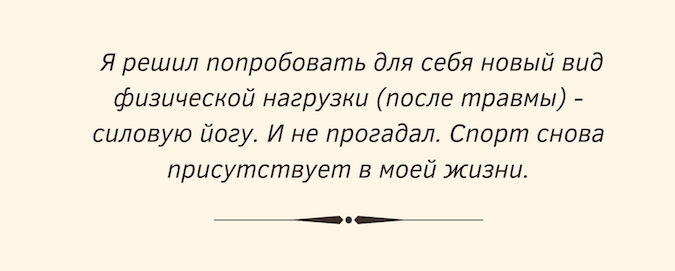 Я решил попробовать для себя новый вид
физической нагрузки (после травмы) -
силовую йогу. И не прогадал. Спорт снова
присутствует в моей жизни.